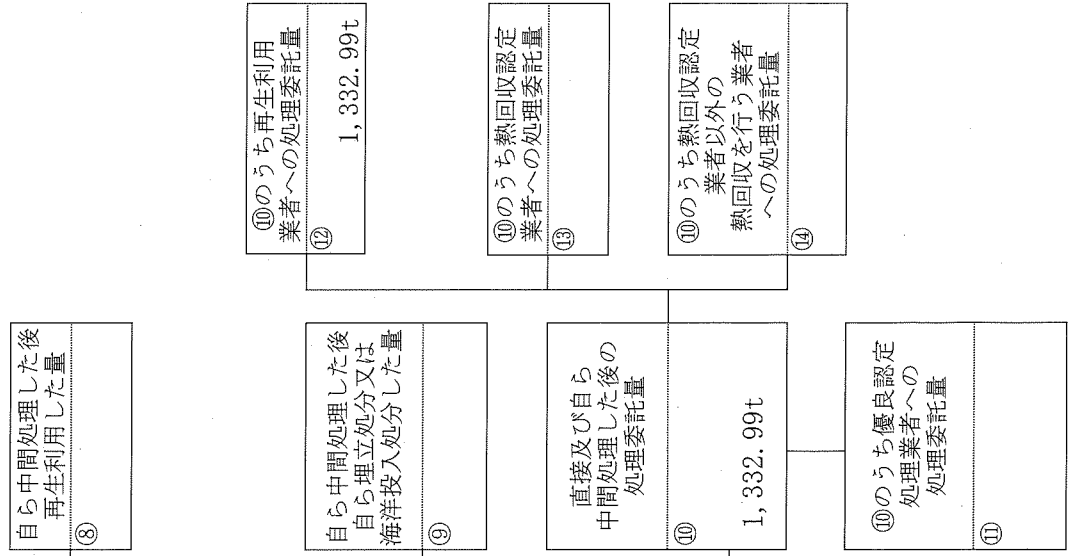 自ら中間処理した後
再生利用した量
⑧
自ら中間処理した後
自ら埋立処分又は
海洋投入処分した量
⑨
直接及び自ら
中間処理した後の
処理委託量
⑩
1,332.99t
⑩のうち優良認定
処理業者への
処理委託量
⑪
⑩のうち再生利用
業者への処理委託量
⑫
1,332.99t
⑩のうち熱回収認定
業者への処理委託量
⑬
⑩のうち熱回収認定
業者以外の
熱回収を行う業者
への処理委託量
⑭